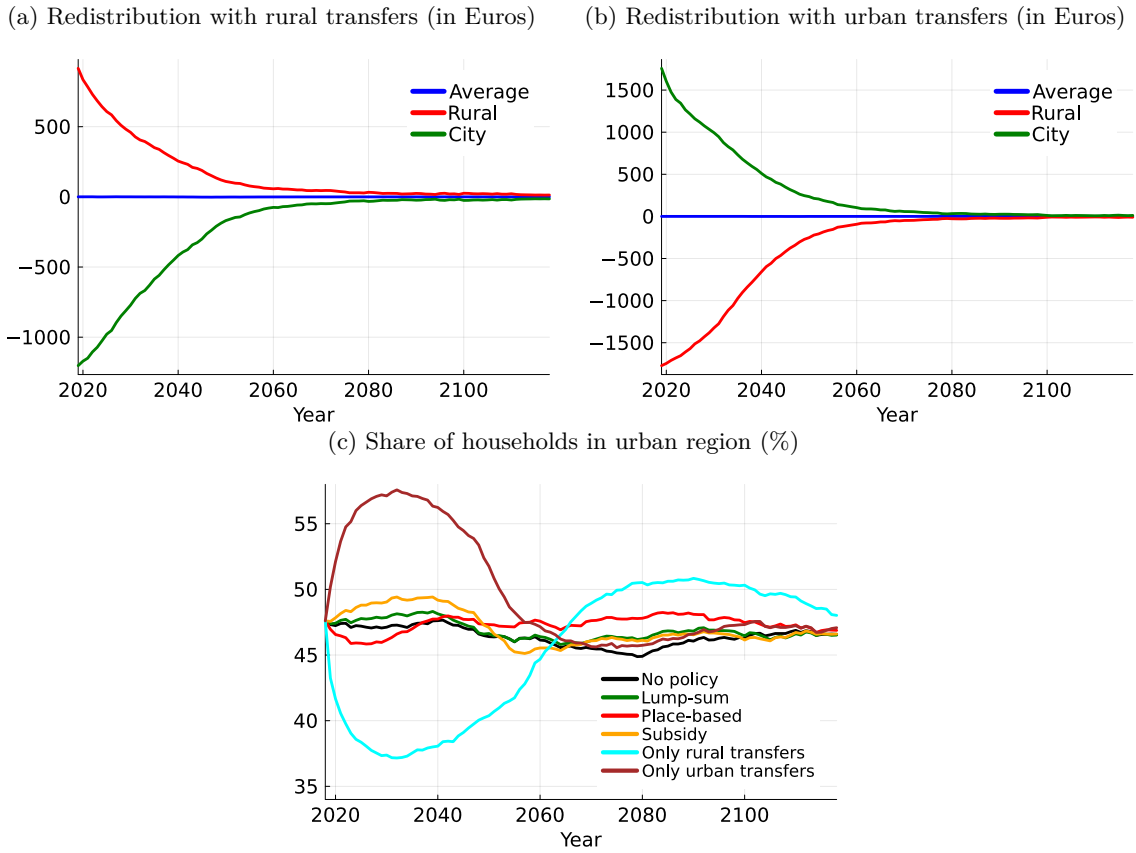 (a) Redistribution with rural transfers (in Euros)
500
0
−500
−1000
2020 2040 2060 2080 2100
Year
Average
Rural
City
(b) Redistribution with urban transfers (in Euros)
1500
1000
500
0
−500
−1000
−1500
2020 2040 2060 2080 2100
Year
Average
Rural
City
(c) Share of households in urban region (%)
55
50
45
40
35
2020 2040 2060 2080 2100
Year
No policy
Lump-sum
Place-based
Subsidy
Only rural transfers
Only urban transfers